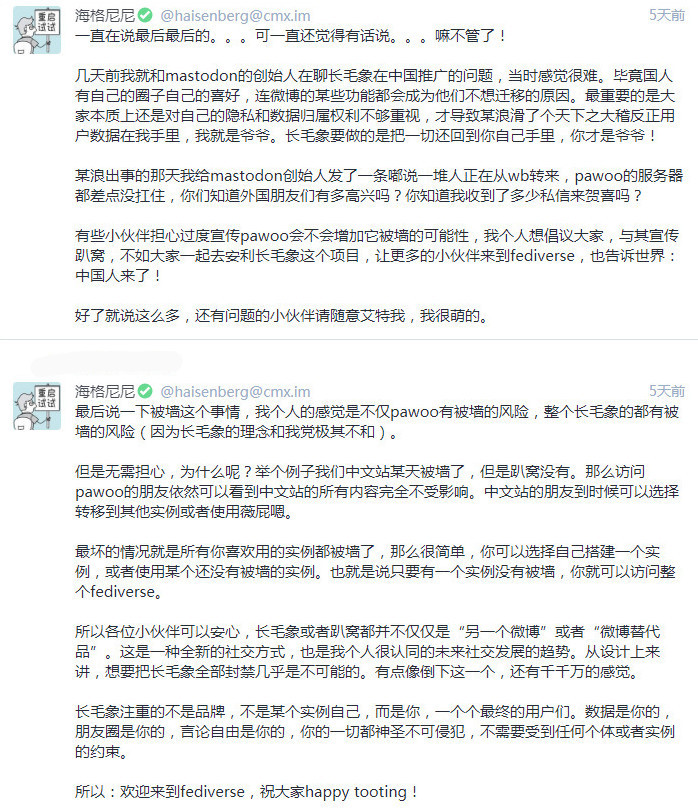 重启
试试
海格尼尼 @haisenberg@cmx.im 5天前
一直在说最后最后的。。。可一直还觉得有话说。。。嘛不管了！
几天前我就和mastodon的创始人在聊长毛象在中国推广的问题，当时感觉很难。毕竟国人
有自己的圈子自己的喜好，连微博的某些功能都会成为他们不想迁移的原因。最重要的是大
家本质上还是对自己的隐私和数据归属权利不够重视，才导致某浪滑了个天下之大稽反正用
户数据在我手里，我就是爷爷。长毛象要做的是把一切还回到你自己手里，你才是爷爷！
某浪出事的那天我给mastodon创始人发了一条嘟说一堆人正在从wb转来，pawoo的服务器
都差点没扛住，你们知道外国朋友们有多高兴吗？你知道我收到了多少私信来贺喜吗？
有些小伙伴担心过度宣传pawoo会不会增加它被墙的可能性，我个人想倡议大家，与其宣传
趴窝，不如大家一起去安利长毛象这个项目，让更多的小伙伴来到fediverse，也告诉世界：
中国人来了！
好了就说这么多，还有问题的小伙伴请随意艾特我，我很萌的。
重启
试试
海格尼尼 @haisenberg@cmx.im 5天前
最后说一下被墙这个事情，我个人的感觉是不仅pawoo有被墙的风险，整个长毛象的都有被
墙的风险（因为长毛象的理念和我党极其不和）。
但是无需担心，为什么呢？举个例子我们中文站某天被墙了，但是趴窝没有。那么访问
pawoo的朋友依然可以看到中文站的所有内容完全不受影响。中文站的朋友到时候可以选择
转移到其他实例或者使用薇屁嗯。
最坏的情况就是所有你喜欢用的实例都被墙了，那么很简单，你可以选择自己搭建一个实
例，或者使用某个还没有被墙的实例。也就是说只要有一个实例没有被墙，你就可以访问整
个fediverse。
所以各位小伙伴可以安心，长毛象或者趴窝都并不仅仅是“另一个微博”或者“微博替代
品”。这是一种全新的社交方式，也是我个人很认同的未来社交发展的趋势。从设计上来
讲，想要把长毛象全部封禁几乎是不可能的。有点像倒下这一个，还有千千万的感觉。
长毛象注重的不是品牌，不是某个实例自己，而是你，一个个最终的用户们。数据是你的，
朋友圈是你的，言论自由是你的，你的一切都神圣不可侵犯，不需要受到任何个体或者实例
的约束。
所以：欢迎来到fediverse，祝大家happy tooting！